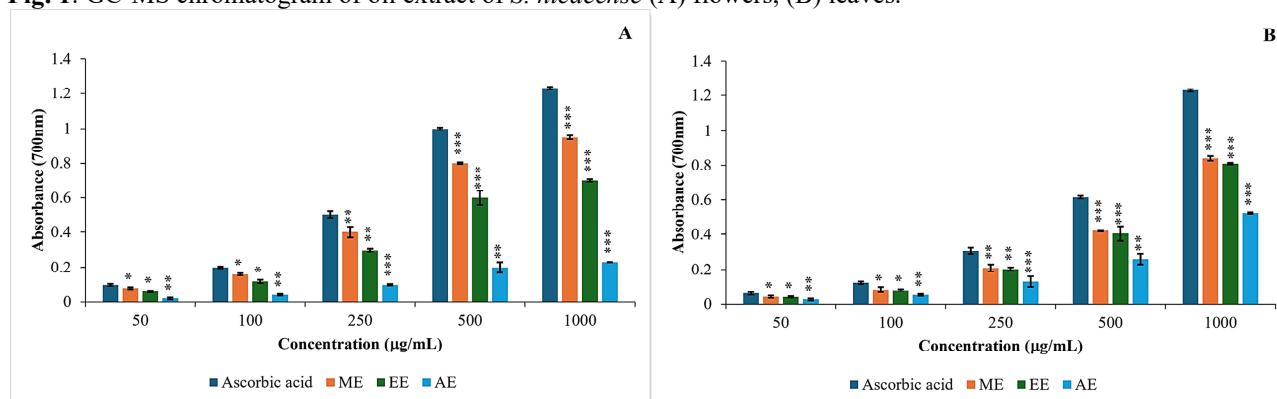 Fig. 1: GC-MS chromatogram of oil extract of S. nicaeense (A) flowers, (B) leaves.
A
Absorbance (700nm)
1.4
1.2
1
0.8
0.6
0.4
0.2
0
* * **
* * **
** ** ***
*** *** **
*** *** ***
50 100 250 500 1000
Concentration (µg/mL)
Ascorbic acid ME EE AE
B
Absorbance (700nm)
1.4
1.2
1
0.8
0.6
0.4
0.2
0
* * **
* * **
** ** ***
*** *** **
*** *** ***
50 100 250 500 1000
Concentration (µg/mL)
Ascorbic acid ME EE AE